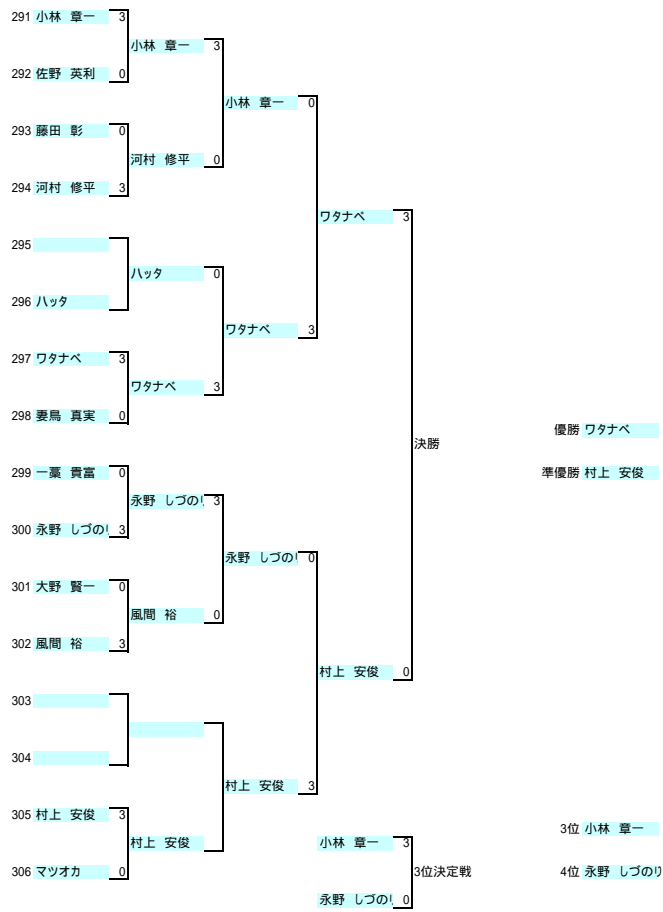 291 小林 章一 3
小林 章一 3
292 佐野 英利 0
小林 章一 0
293 藤田 彰 0
河村 修平 0
294 河村 修平 3
ワタナベ 3
295
ハッタ 0
296 ハッタ
ワタナベ 3
297 ワタナベ 3
ワタナベ 3
298 妻鳥 真実 0
優勝 ワタナベ
決勝
299 一藁 貴富 0
準優勝 村上 安俊
永野 しづのり 3
300 永野 しづのり 3
永野 しづのり 0
301 大野 賢一 0
風間 裕 0
302 風間 裕 3
村上 安俊 0
303
304
村上 安俊 3
305 村上 安俊 3
3位 小林 章一
村上 安俊
小林 章一 3
306 マツオカ 0
3位決定戦
4位 永野 しづのり
永野 しづのり 0